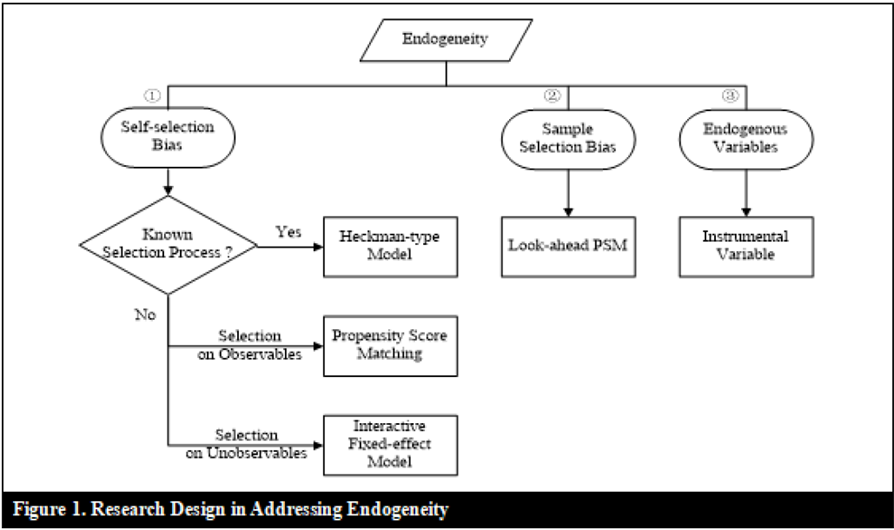 Endogeneity
①
②
③
Self-selection
Bias
Sample
Selection Bias
Endogenous
Variables
Known
Selection Process ?
Yes
Heckman-type
Model
Look-ahead PSM
Instrumental
Variable
No
Selection
on Observables
Propensity Score
Matching
Selection
on Unobservables
Interactive
Fixed-effect
Model
Figure 1. Research Design in Addressing Endogeneity